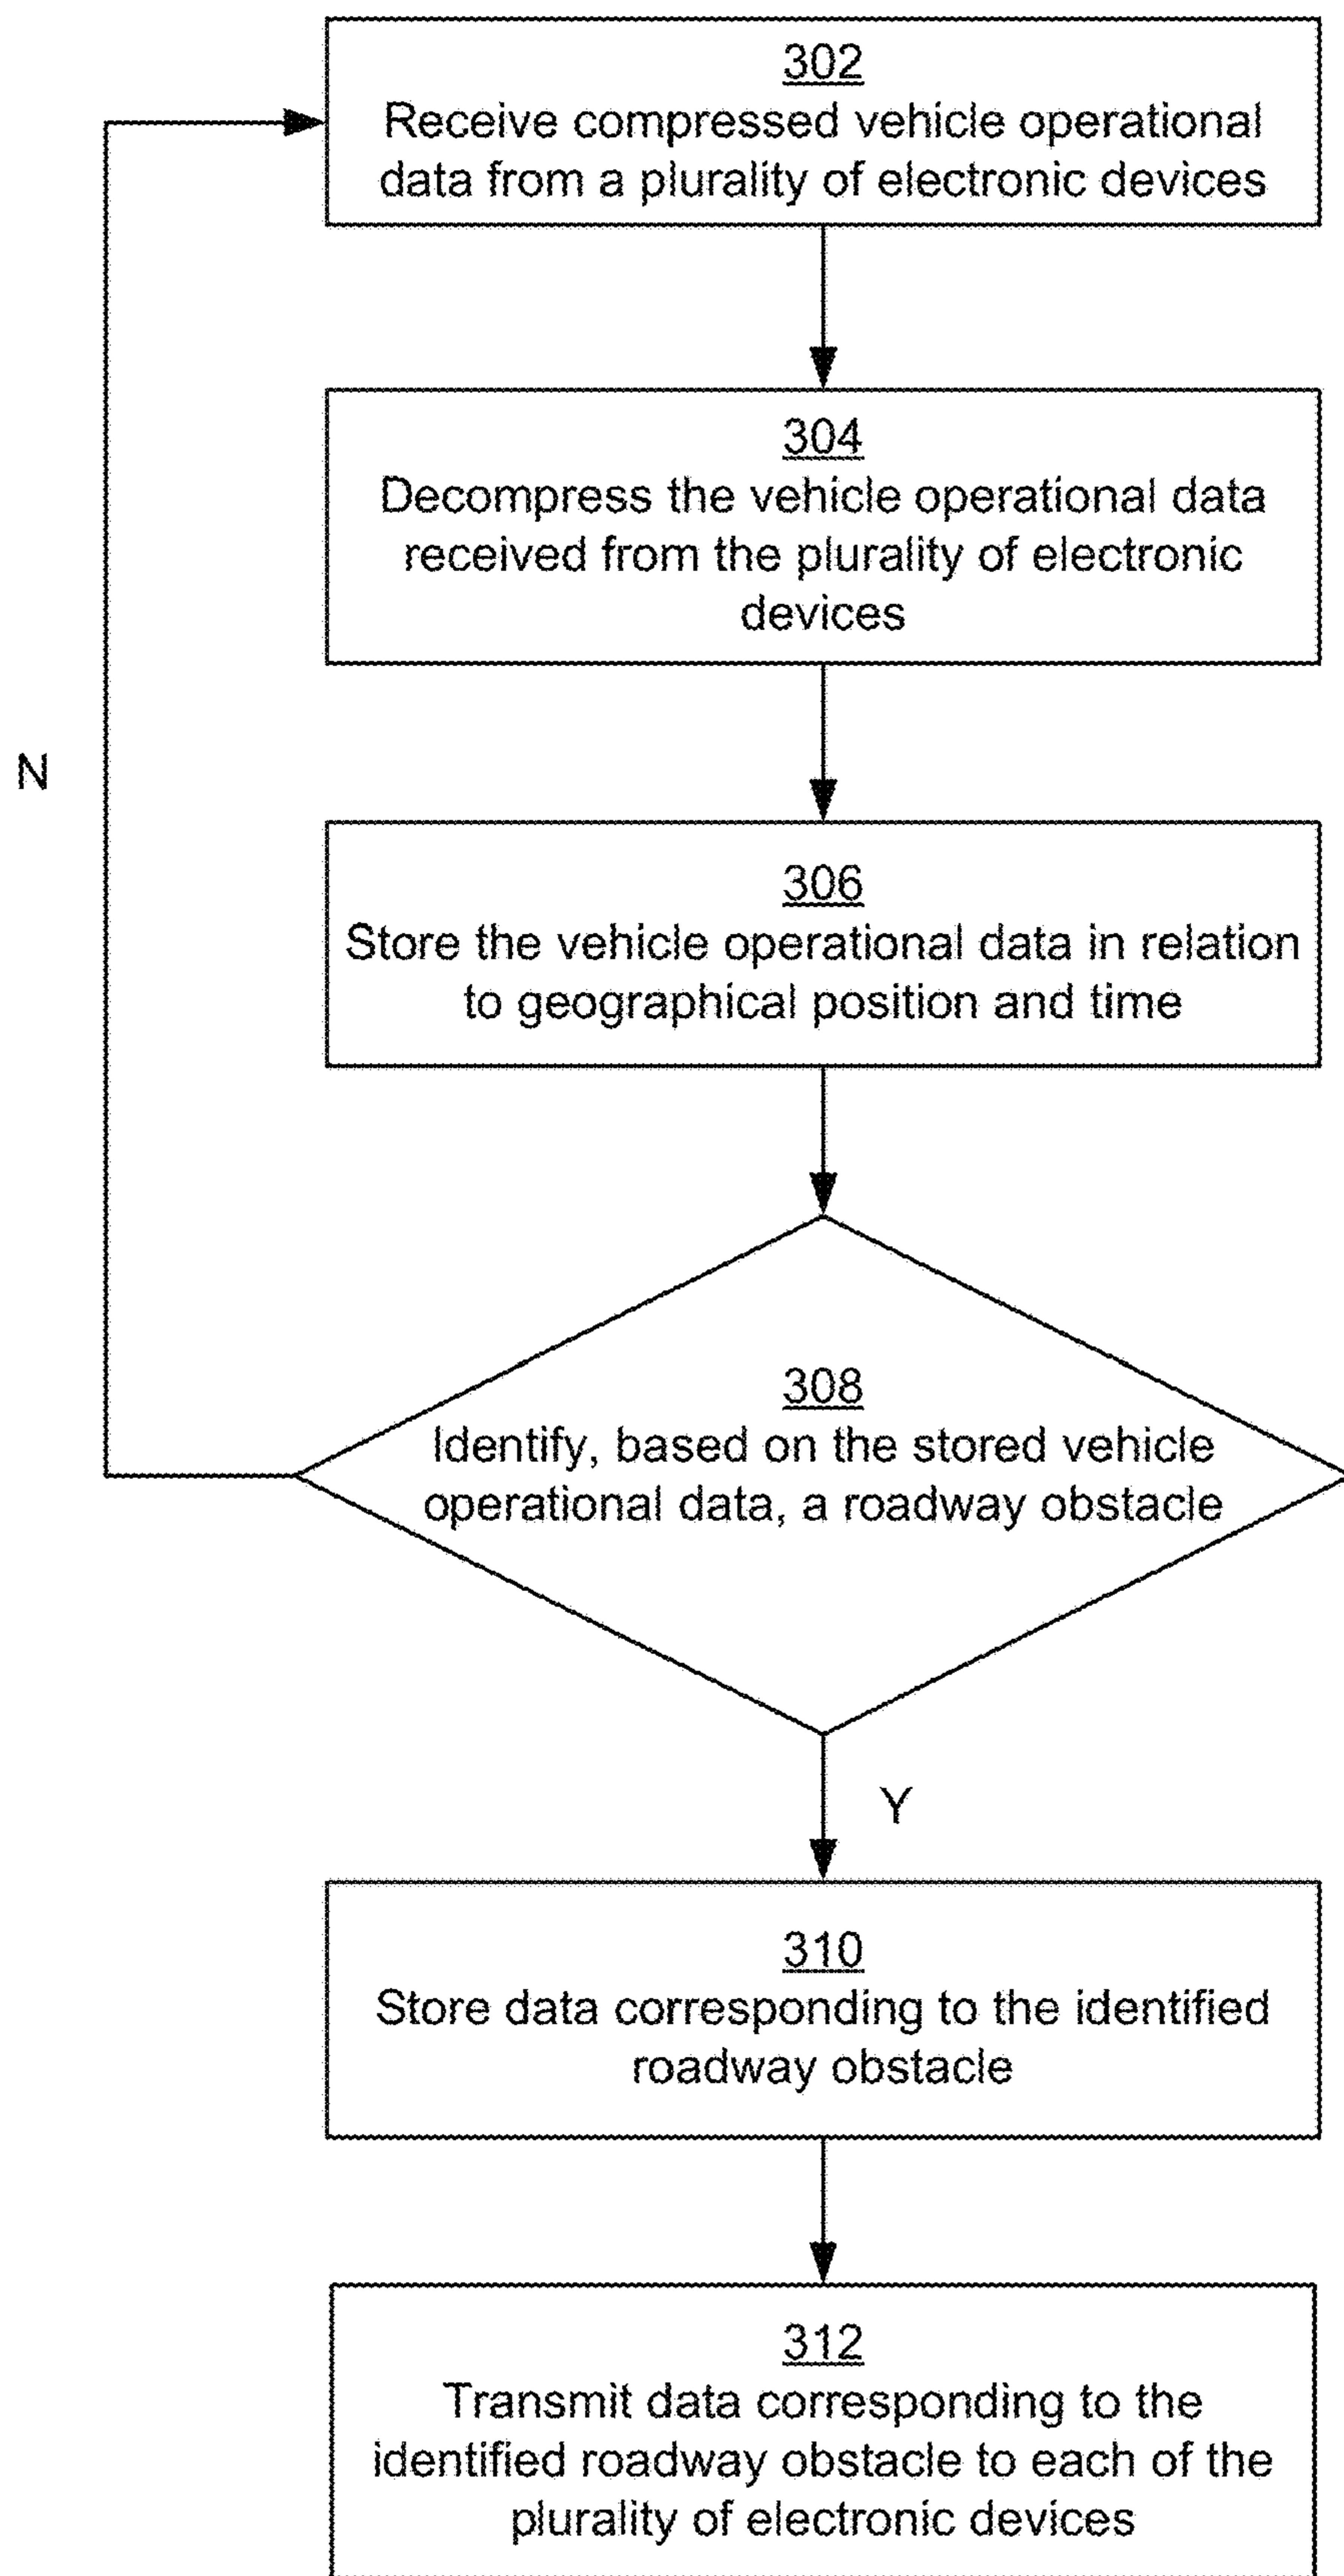 302
Receive compressed vehicle operational
data from a plurality of electronic devices
304
Decompress the vehicle operational data
received from the plurality of electronic
devices
N
306
Store the vehicle operational data in relation
to geographical position and time
308
Identify, based on the stored vehicle
operational data, a roadway obstacle
Y
310
Store data corresponding to the identified
roadway obstacle
312
Transmit data corresponding to the
identified roadway obstacle to each of the
plurality of electronic devices